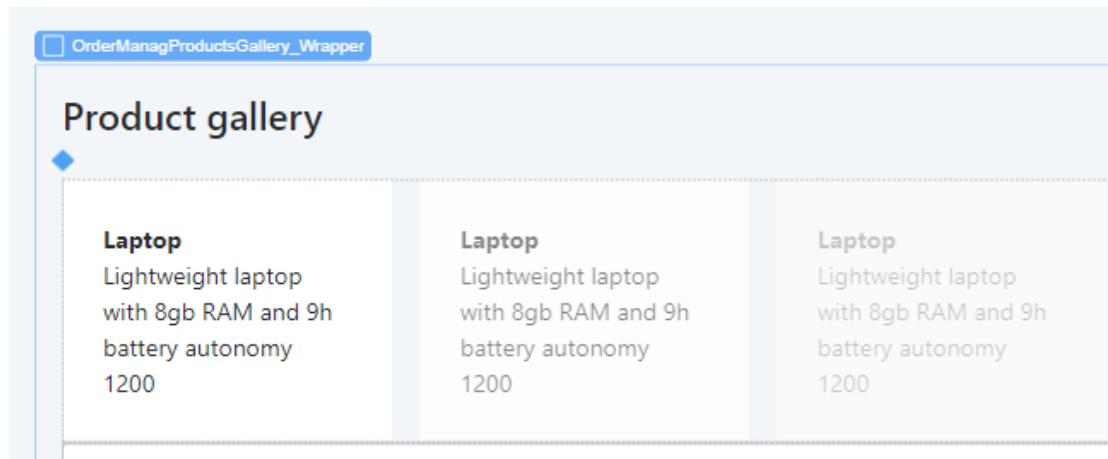 OrderManagProductsGallery_Wrapper
Product gallery
Laptop
Lightweight laptop
with 8gb RAM and 9h
battery autonomy
1200
Laptop
Lightweight laptop
with 8gb RAM and 9h
battery autonomy
1200
Laptop
Lightweight laptop
with 8gb RAM and 9h
battery autonomy
1200